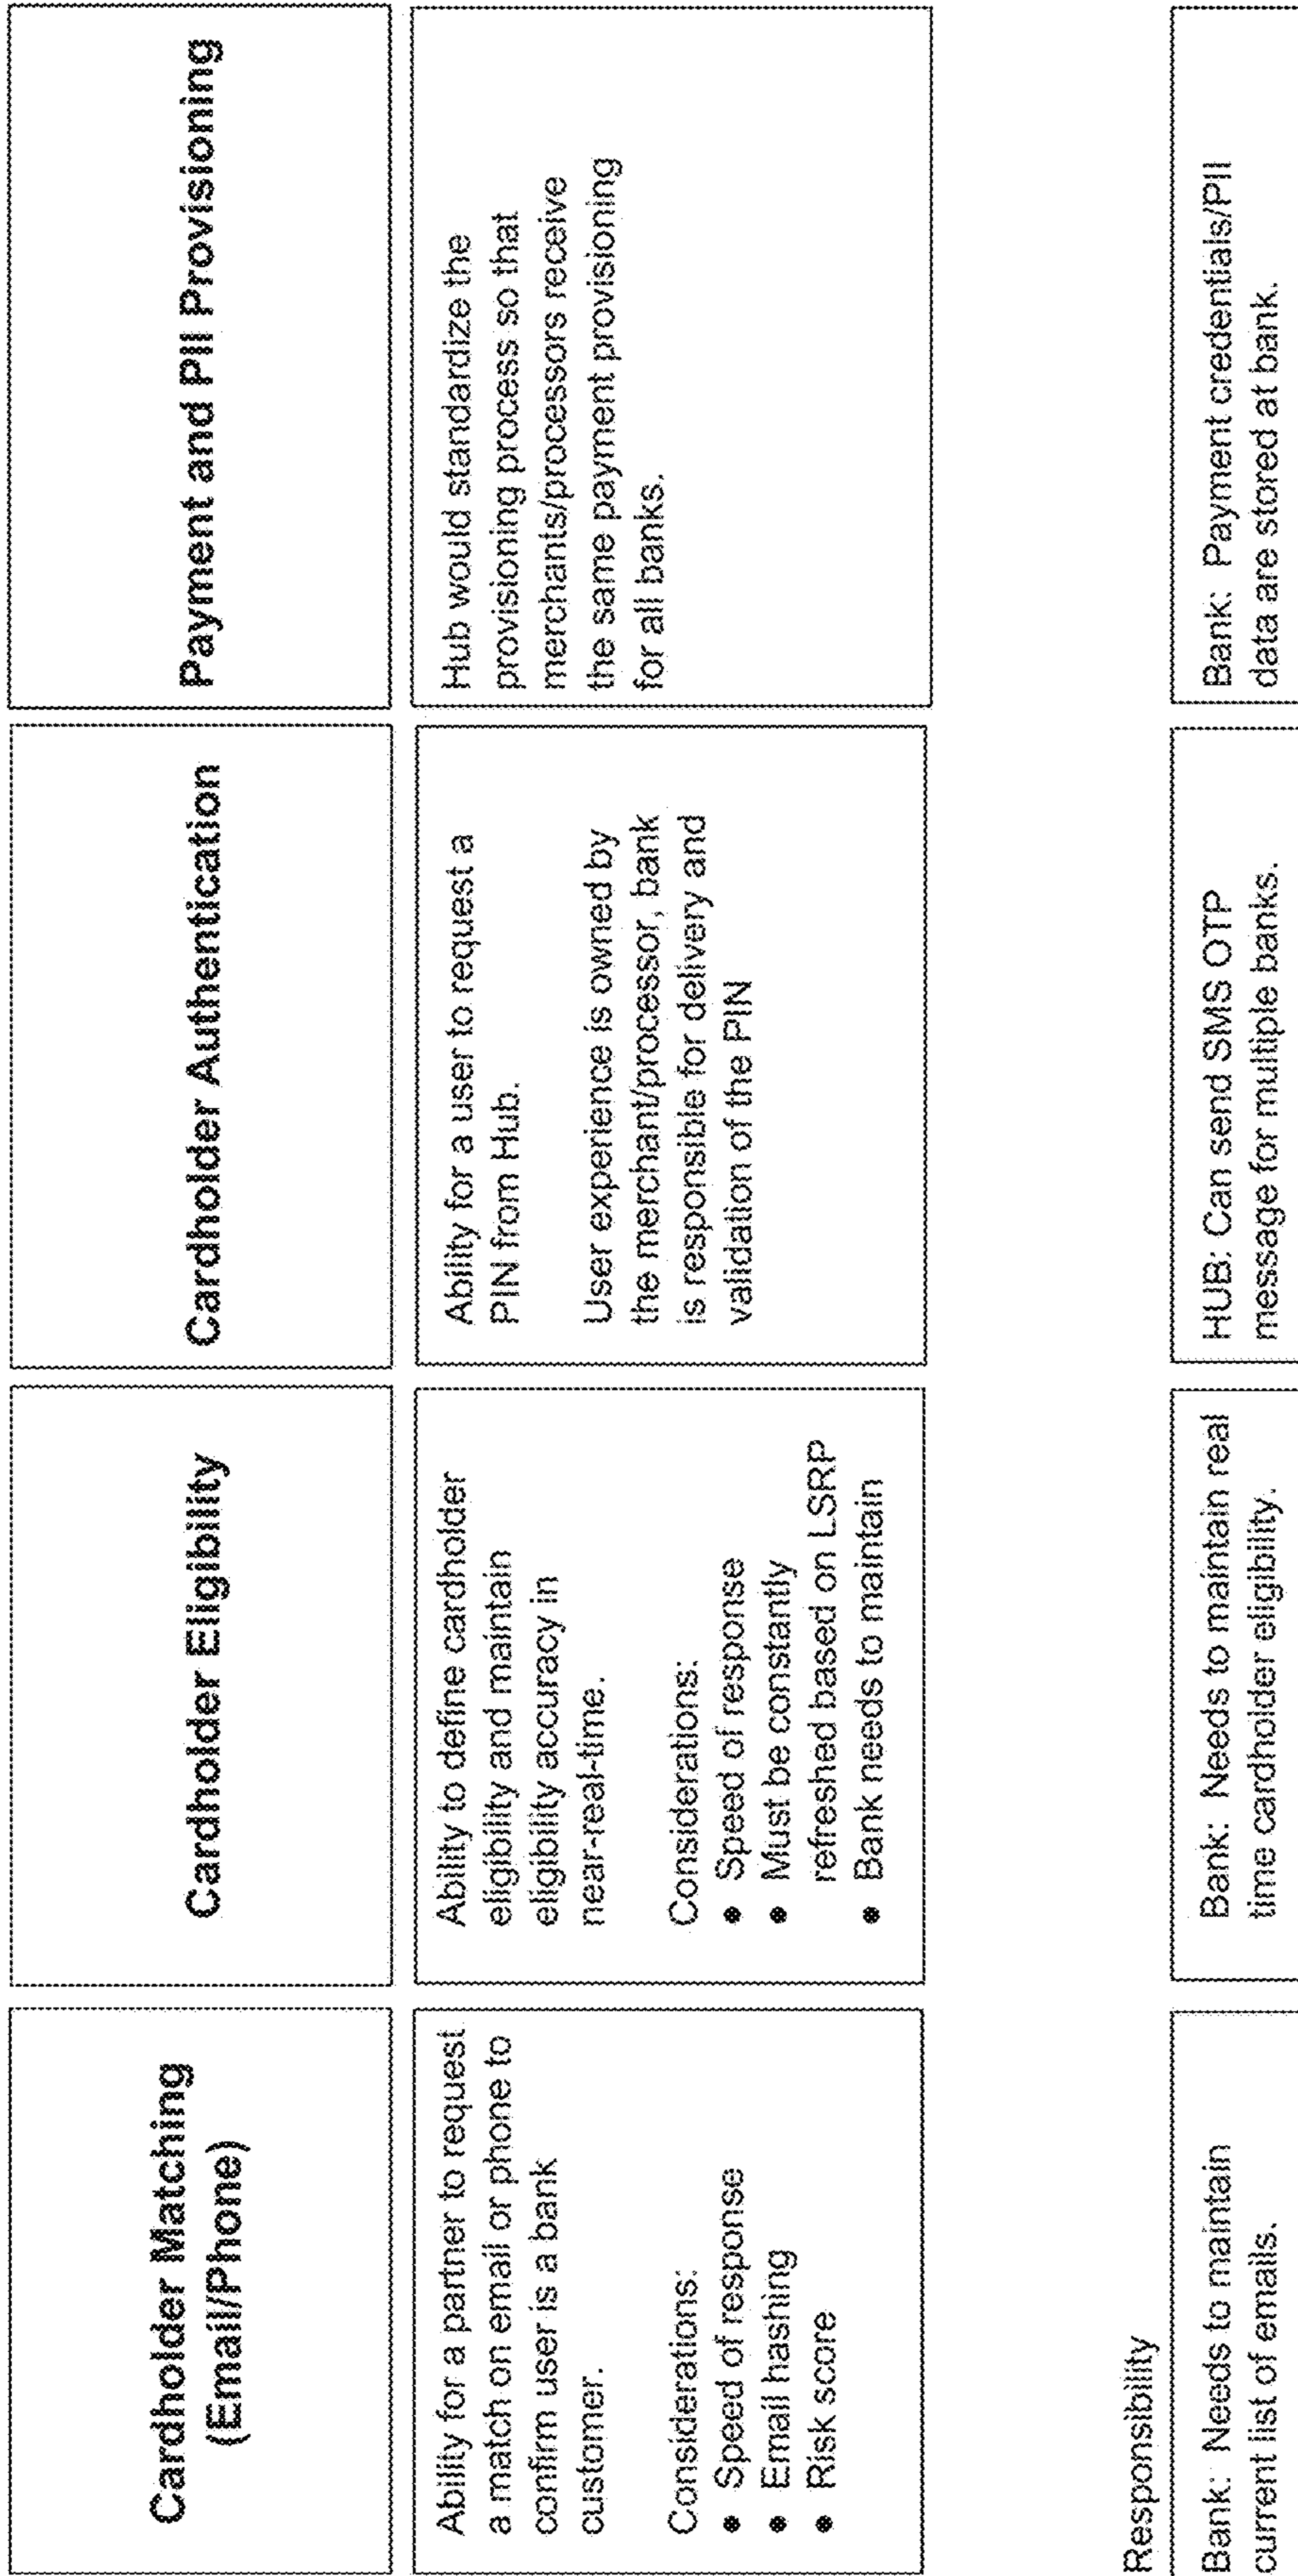 Cardholder Matching
(Email/Phone)
Ability for a partner to request
a match on email or phone to
confirm user is a bank
customer.
Considerations:
● Speed of response
● Email hashing
● Risk score
Cardholder Eligibility
Ability to define cardholder
eligibility and maintain
eligibility accuracy in
near-real-time.
Considerations:
● Speed of response
● Must be constantly
refreshed based on LSRP
● Bank needs to maintain
Cardholder Authentication
Ability for a user to request a
PIN from Hub.
User experience is owned by
the merchant/processor, bank
is responsible for delivery and
validation of the PIN
Payment and PII Provisioning
Hub would standardize the
provisioning process so that
merchants/processors receive
the same payment provisioning
for all banks.
Responsibility
Bank: Needs to maintain
current list of emails.
Bank: Needs to maintain real
time cardholder eligibility.
HUB: Can send SMS OTP
message for multiple banks.
Bank: Payment credentials/PII
data are stored at bank.